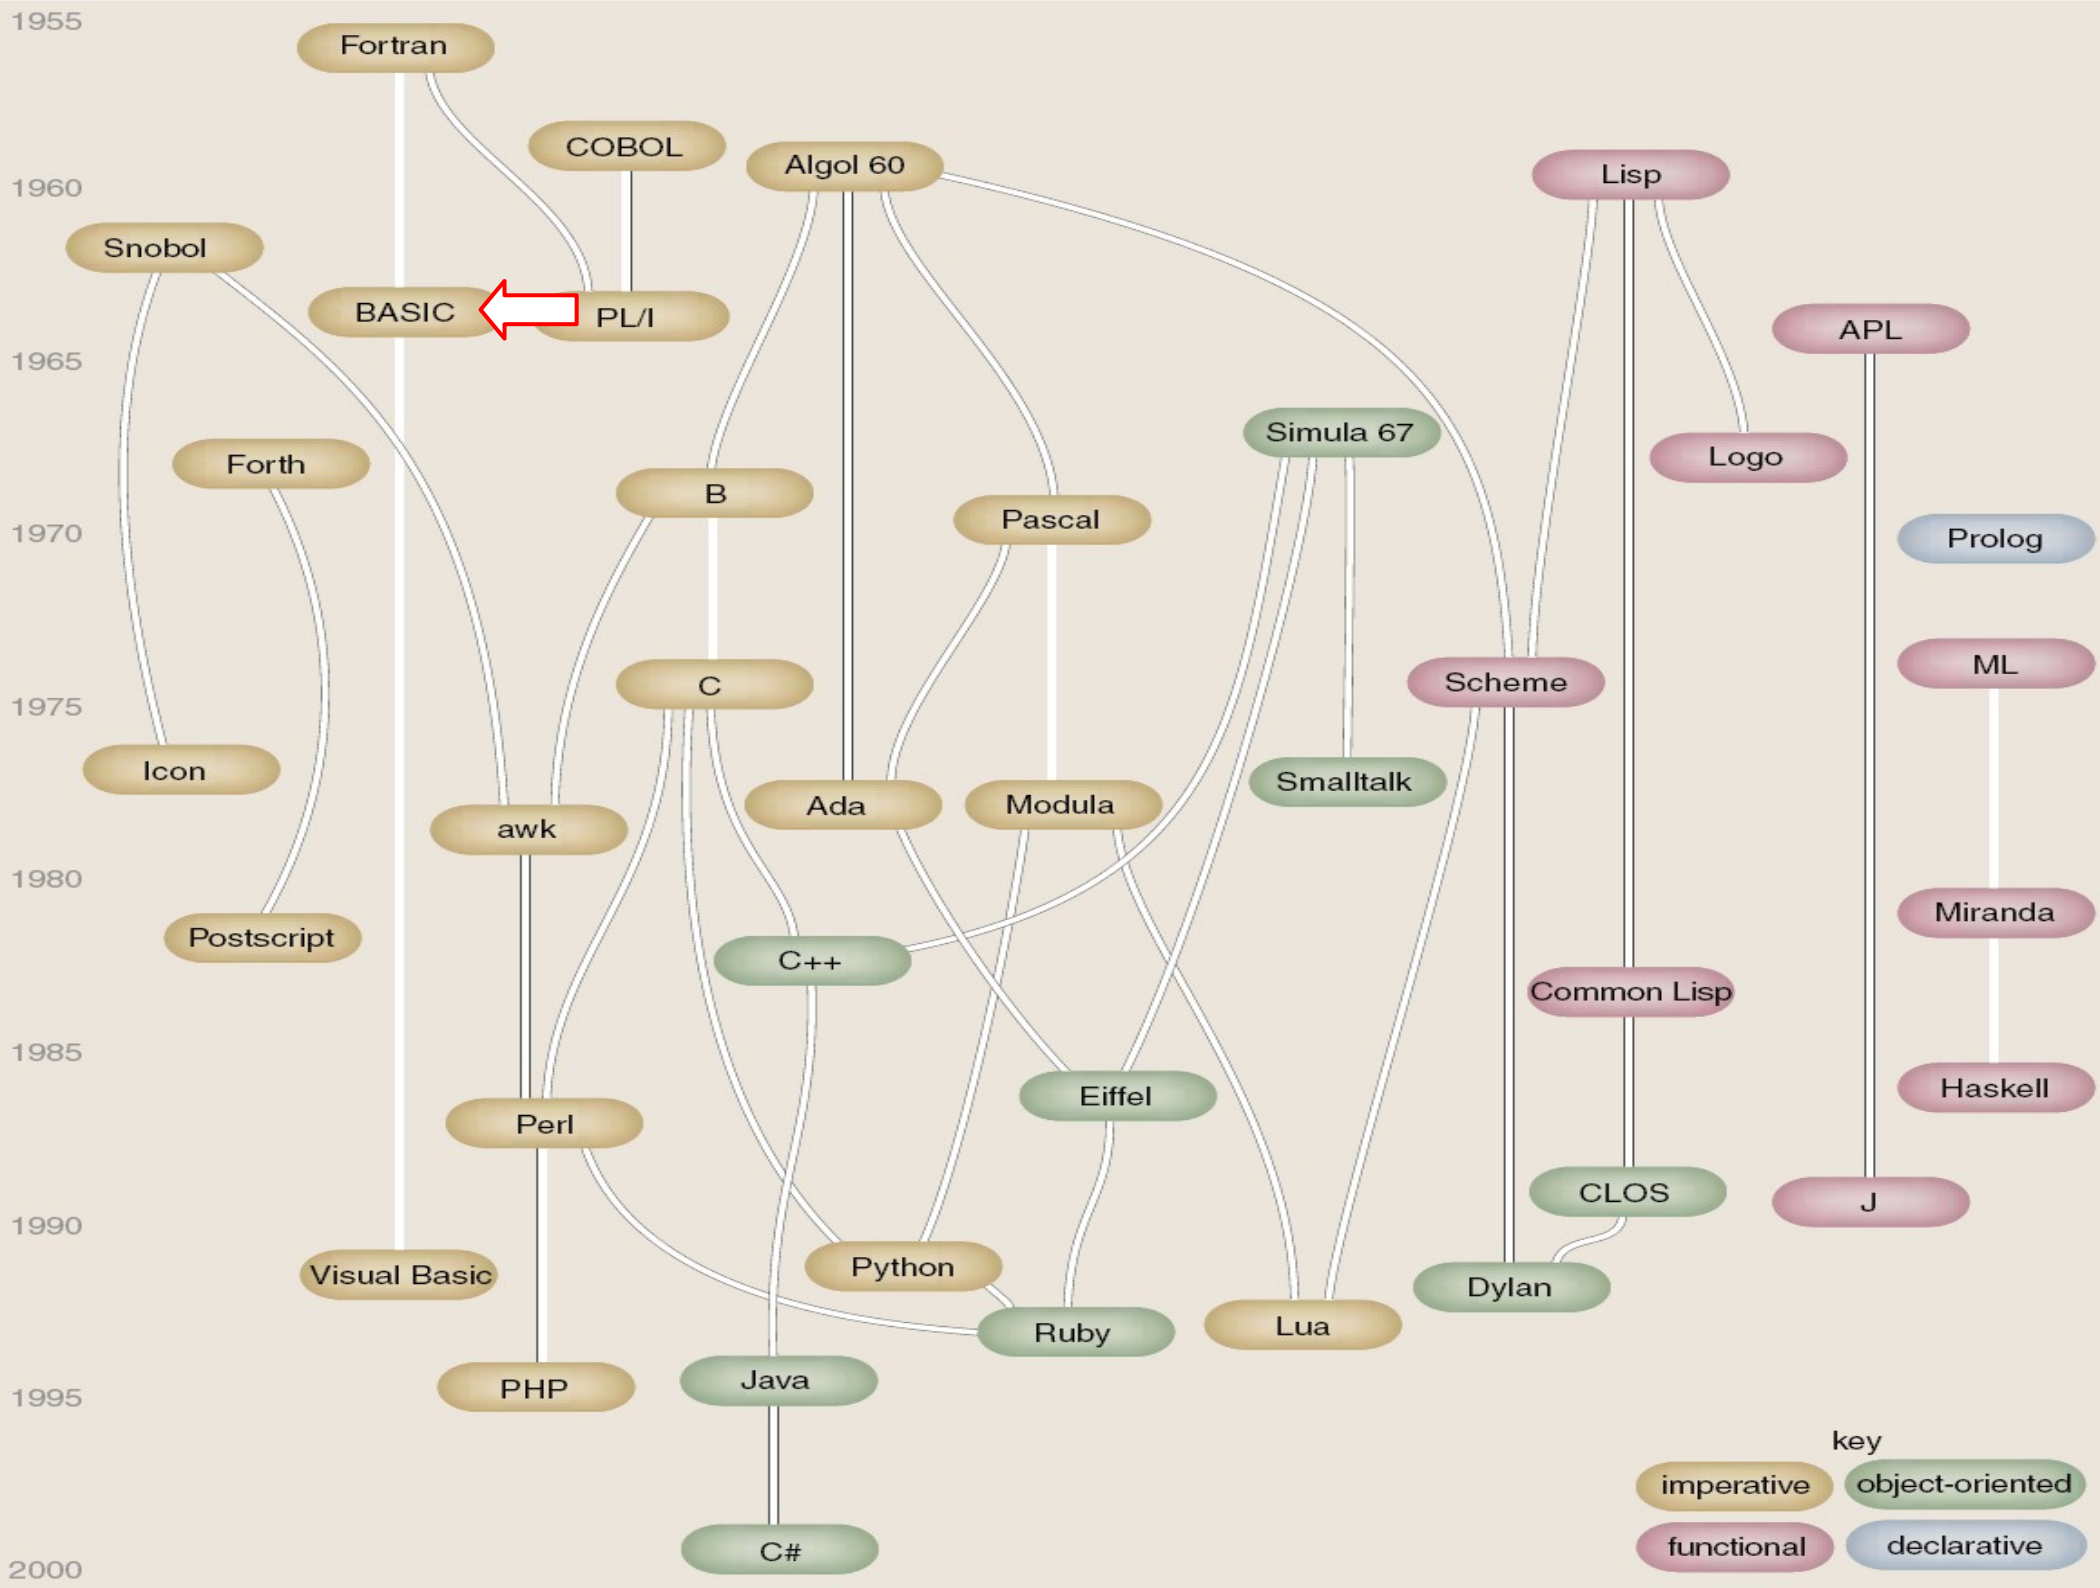 1955
Fortran
COBOL
Algol 60
Lisp
1960
Snobol
BASIC
PL/I
APL
1965
Simula 67
Logo
Forth
B
Pascal
1970
Prolog
ML
C
Scheme
1975
Icon
Smalltalk
Ada
Modula
awk
1980
Miranda
Postscript
C++
Common Lisp
1985
Haskell
Eiffel
Perl
CLOS
J
1990
Python
Visual Basic
Dylan
Lua
Ruby
Java
PHP
1995
key
imperative
object-oriented
functional
declarative
C#
2000